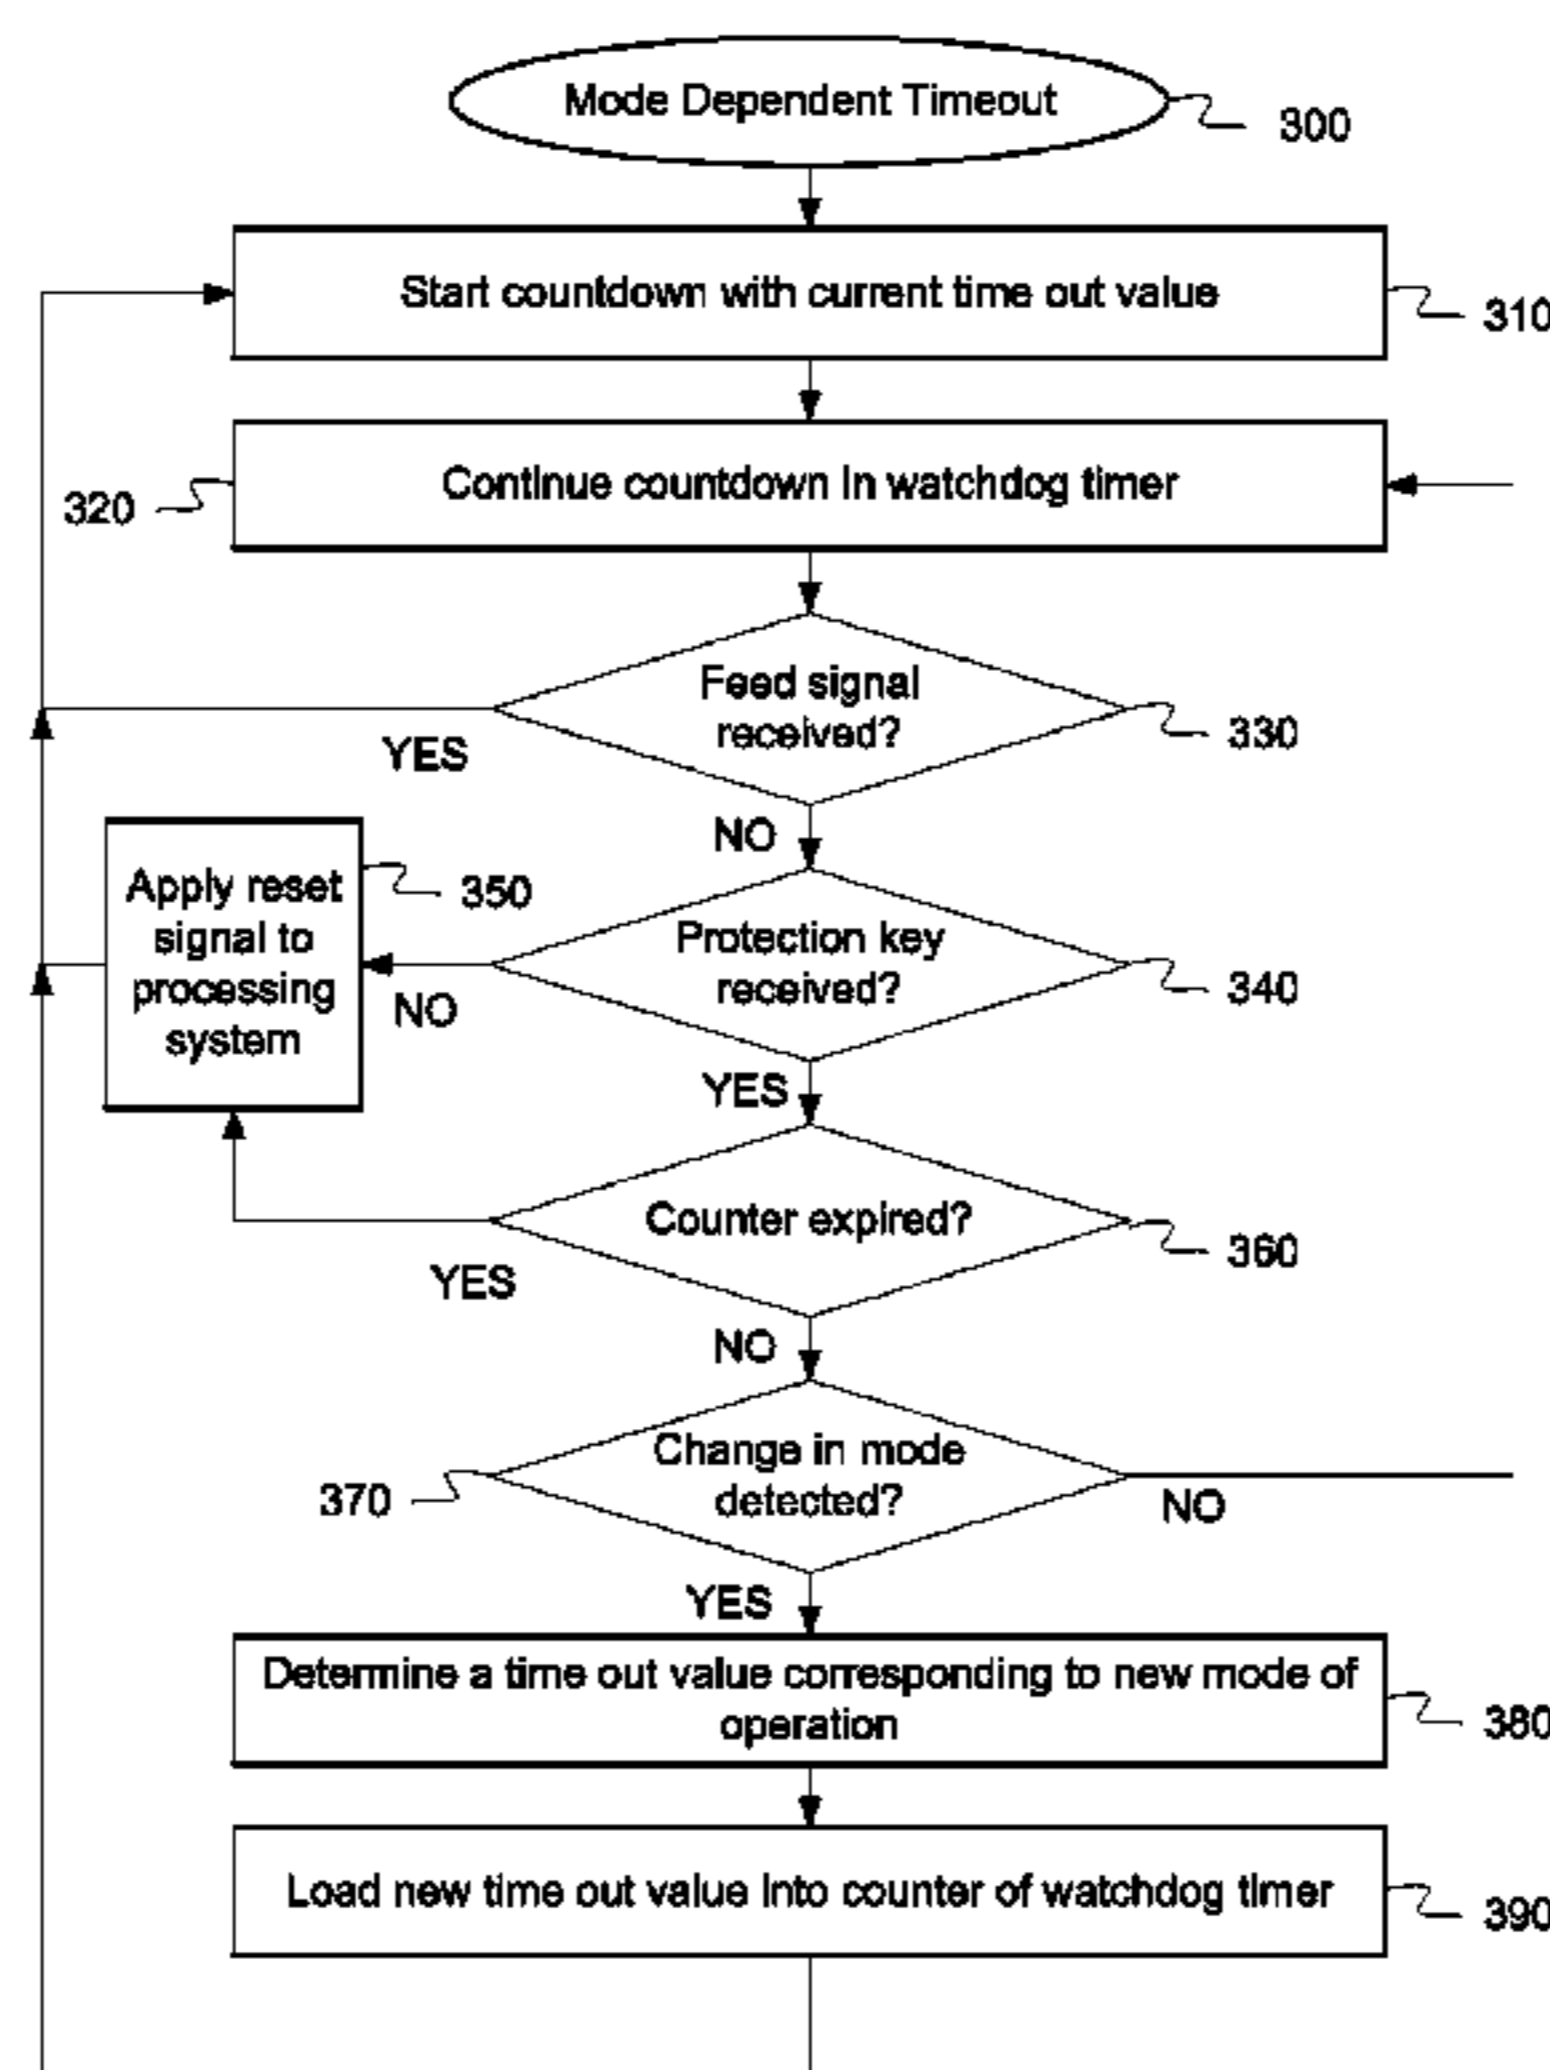 Mode Dependent Timeout
300
Start countdown with current time out value
310
Continue countdown in watchdog timer
320
Feed signal
received?
330
YES
NO
Apply reset
signal to
processing
system
350
Protection key
received?
340
NO
YES
Counter expired?
360
YES
NO
Change in mode
detected?
370
NO
YES
Determine a time out value corresponding to new mode of
operation
380
Load new time out value into counter of watchdog timer
390